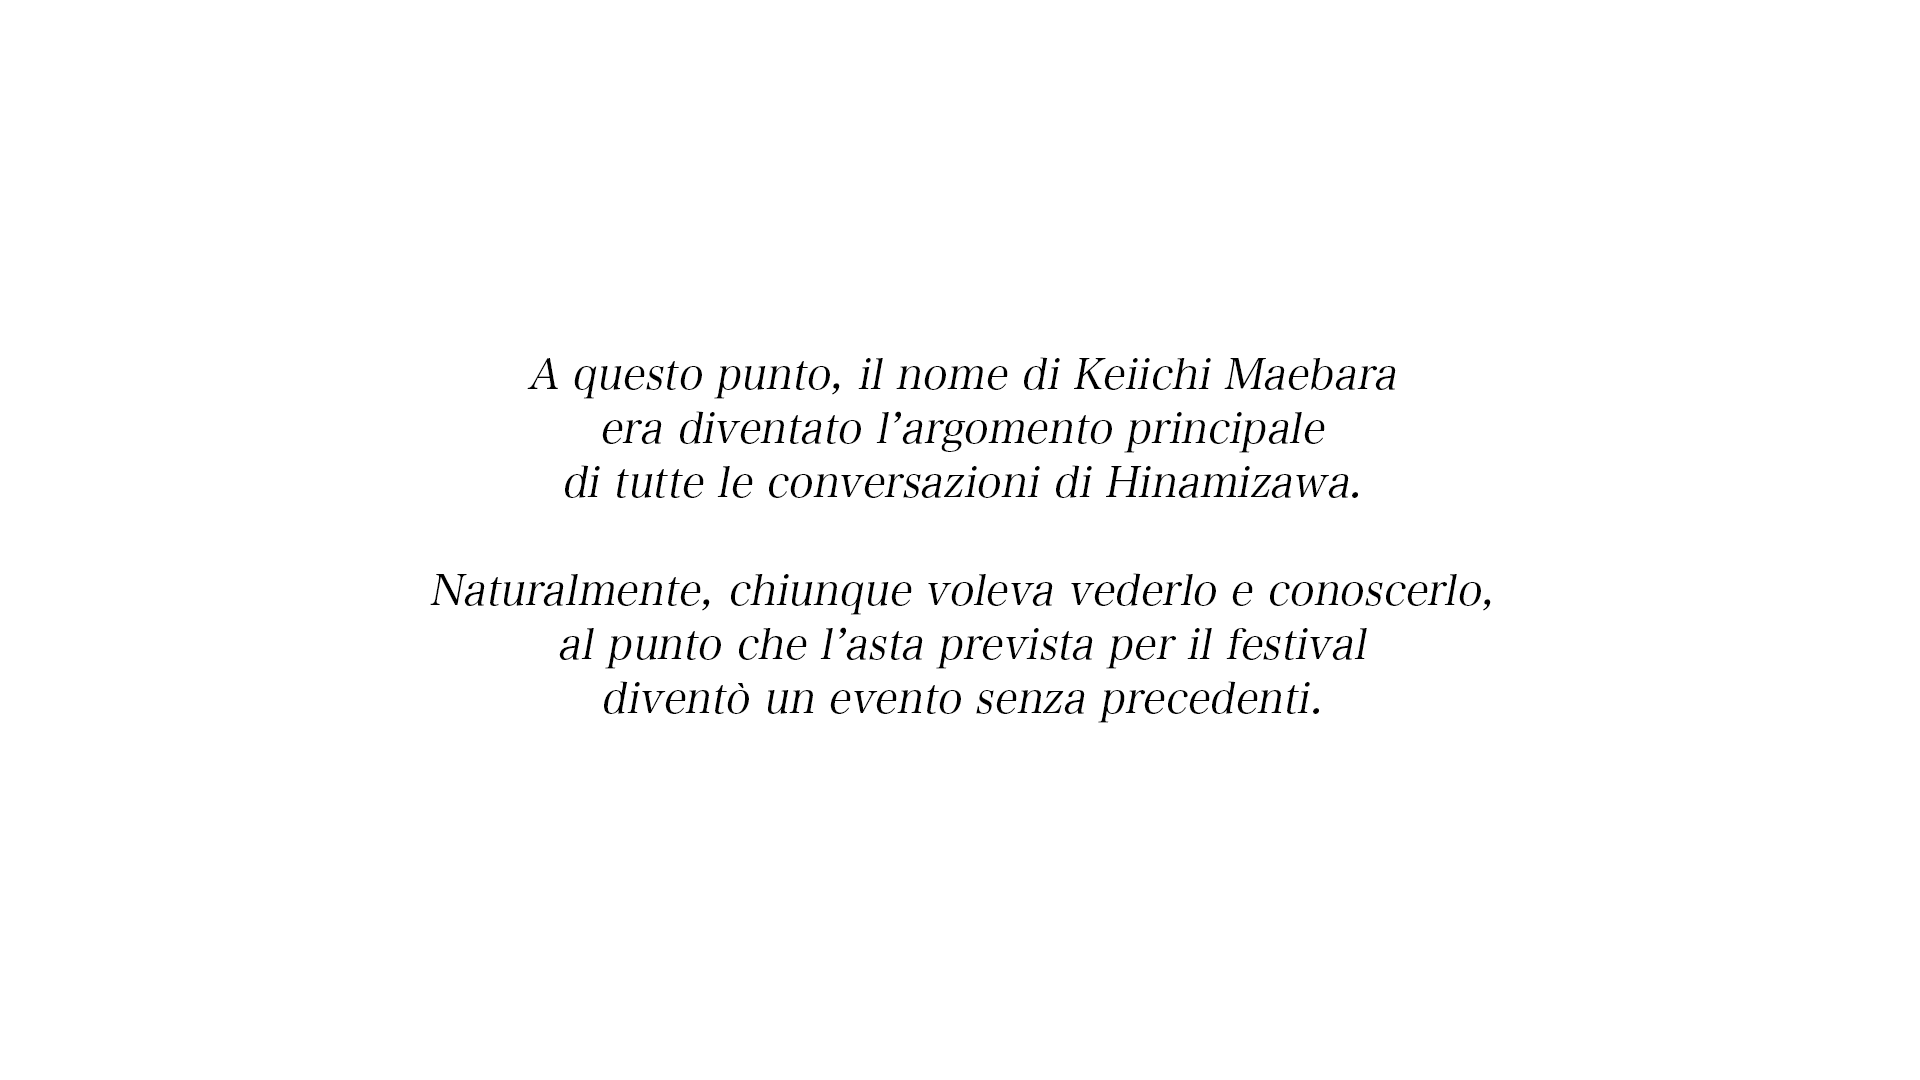 A questo punto, il nome di Keiichi Maebara
era diventato l’argomento principale
di tutte le conversazioni di Hinamizawa.
Naturalmente, chiunque voleva vederlo e conoscerlo,
al punto che l’asta prevista per il festival
diventò un evento senza precedenti.